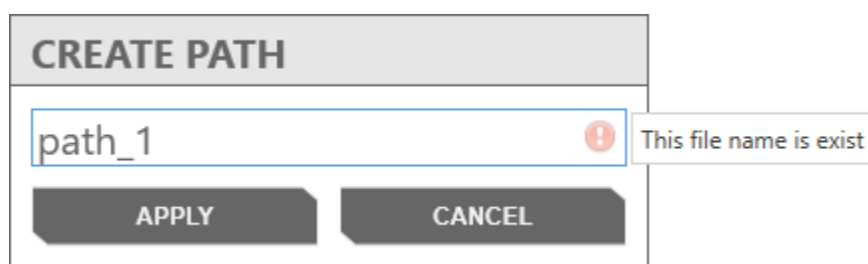 CREATE PATH
path_1
This file name is exist
APPLY
CANCEL